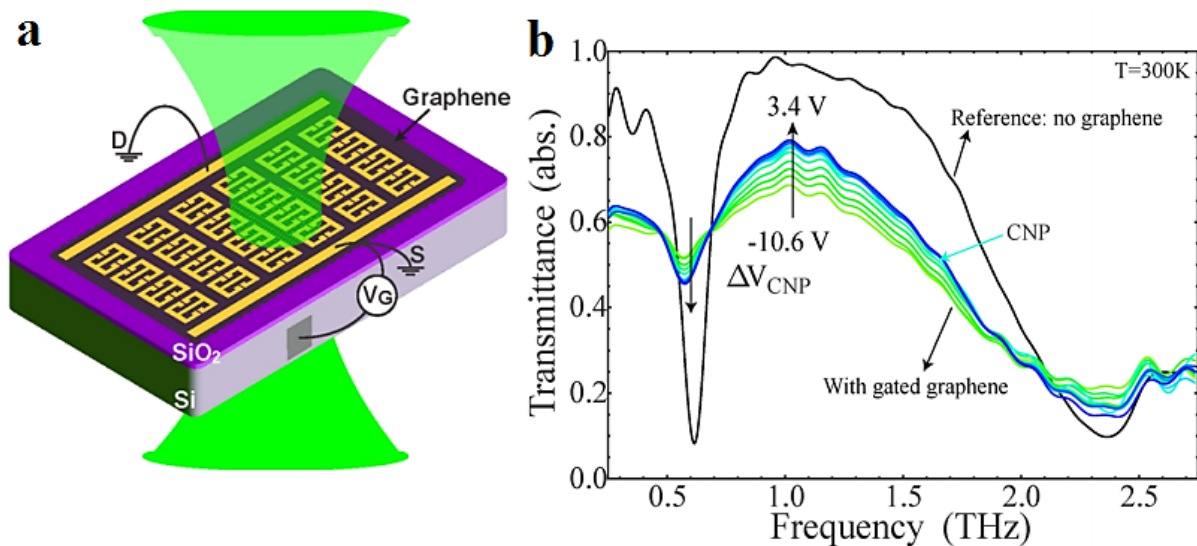 a
Graphene
D
S
VG
SiO2
Si
b
Transmittance (abs.)
1.0
0.8
0.6
0.4
0.2
0.0
T=300K
3.4 V
Reference: no graphene
-10.6 V
CNP
ΔVCNP
With gated graphene
0.5 1.0 1.5 2.0 2.5
Frequency (THz)